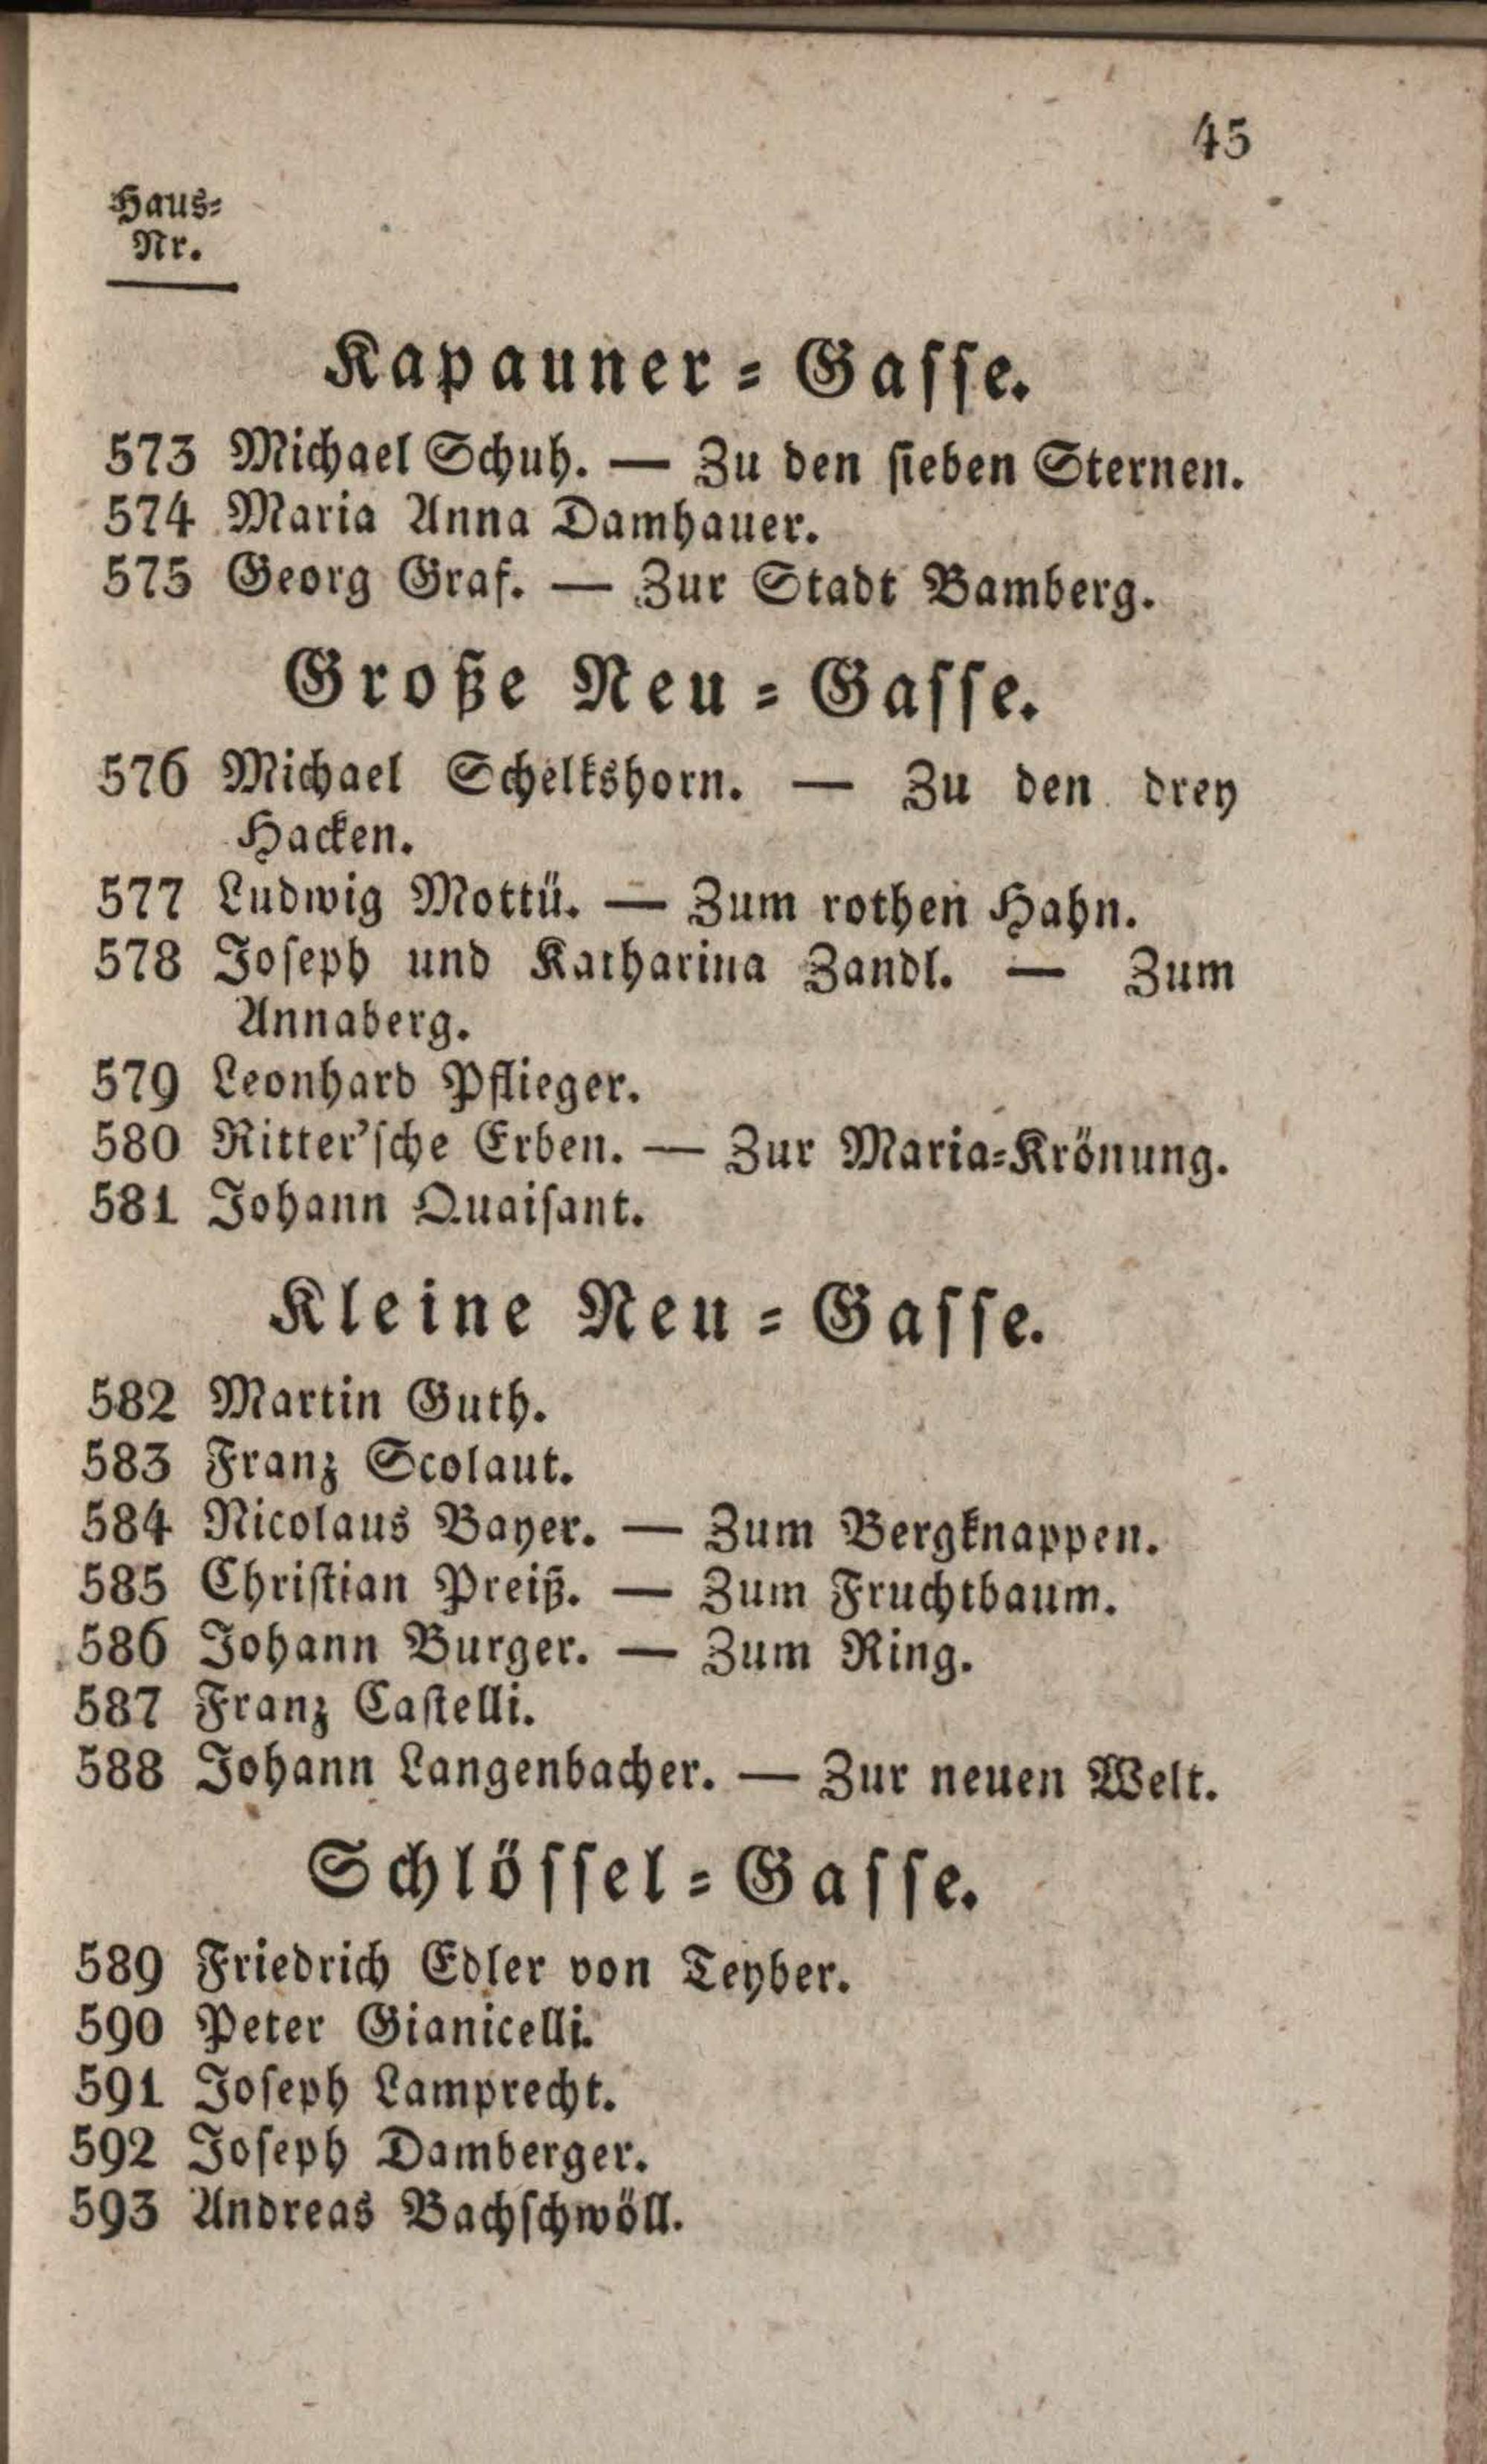 45
Haus-
Nr.
Kapauner-Gasse.
573 Michael Schuh. — Zu den sieben Sternen.
574 Maria Anna Damhauer.
575 Georg Graf. — Zur Stadt Bamberg.
Große Neu-Gasse.
576 Michael Schelkshorn. — Zu den drey
Hacken.
577 Ludwig Mottü. — Zum rothen Hahn.
578 Joseph und Katharina Zandl. — Zum
Annaberg.
579 Leonhard Pflieger.
580 Ritter'sche Erben. — Zur Maria-Krönung.
581 Johann Quaisant.
Kleine Neu-Gasse.
582 Martin Guth.
583 Franz Scolaut.
584 Nicolaus Bayer. — Zum Bergknappen.
585 Christian Preiß. — Zum Fruchtbaum.
586 Johann Burger. — Zum Ring.
587 Franz Castelli.
588 Johann Langenbacher. — Zur neuen Welt.
Schlössel-Gasse.
589 Friedrich Edler von Teyber.
590 Peter Gianicelli.
591 Joseph Lamprecht.
592 Joseph Damberger.
593 Andreas Bachschwöll.